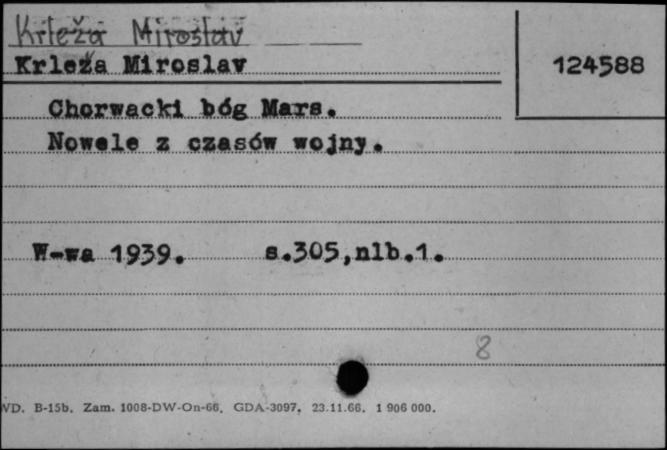 Krleža Miroslav
Krleža Miroslav
124588
Chorwacki bóg Mars.
Nowele z czasów wojny.
W-wa 1939. s.305,nlb.1.
8
WD. B-15b. Zam. 1008-DW-On-66. GDA-3097. 23.11.66. 1 906 000.